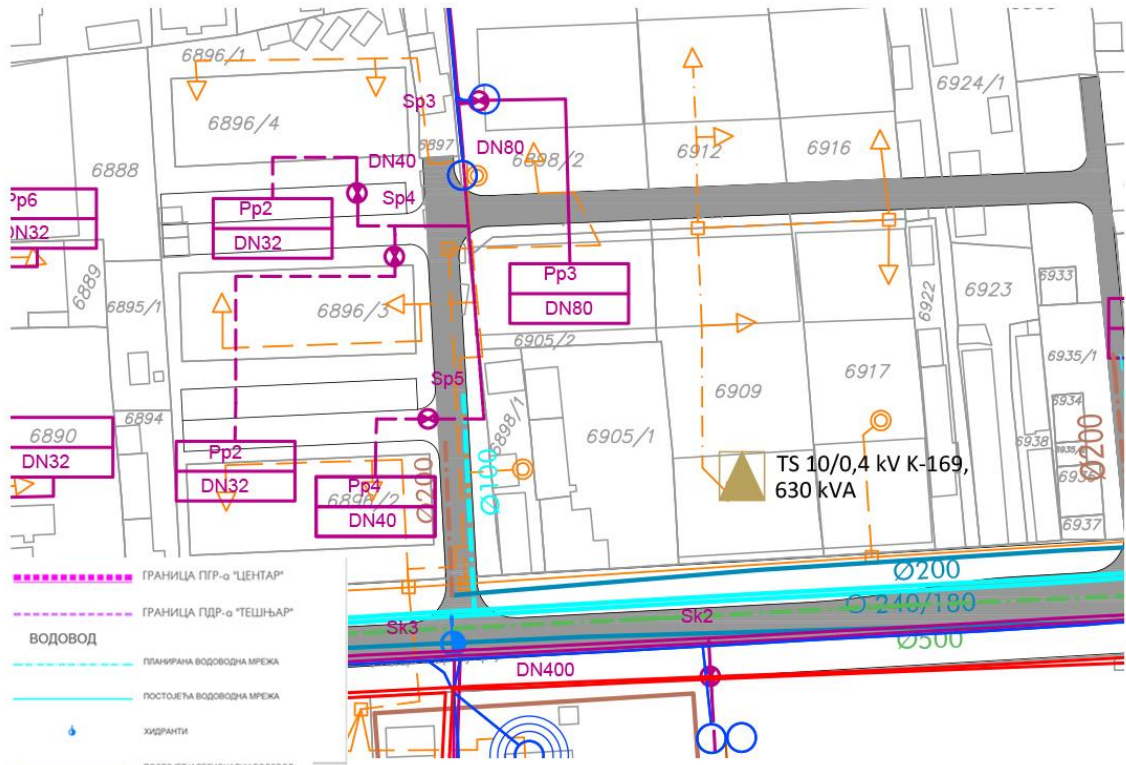 6896/1
6924/1
Sp3
6896/4
6897
DN80
6888
DN40
6898/2
6912
6916
Sp4
Pp6
DN32
Pp2
DN32
6889
Pp3
DN80
6933
6895/1
6896/3
6922
6923
6905/2
6935/1
Sp5
6909
6917
6934
6894
6898/1
6905/1
6890
DN32
Pp2
DN32
6938
Ø200
Ø100
Ø200
TS 10/0,4 kV K-169,
630 kVA
Pp4
6896/2
DN40
6937
ГРАНИЦА ПГР-а "ЦЕНТАР"
Ø200
ГРАНИЦА ПДР-а "ТЕШЊАР"
240/180
Sk3
Sk2
ВОДОВОД
Ø500
ПЛАНИРАНА ВОДОВОДНА МРЕЖА
DN400
ПОСТОЈЕЋА ВОДОВОДНА МРЕЖА
ХИДРАНТИ